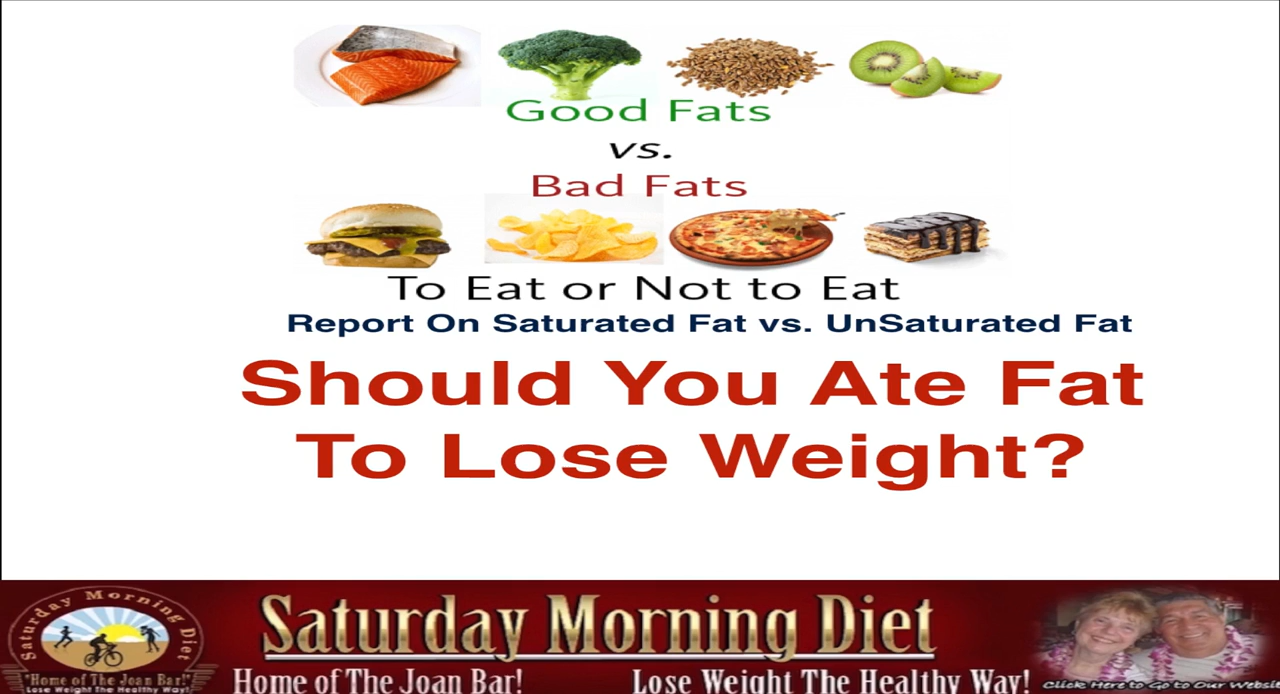 Good Fats
vs.
Bad Fats
To Eat or Not to Eat
Report On Saturated Fat vs. UnSaturated Fat
Should You Ate Fat
To Lose Weight?
Saturday Morning Diet
"Home of The Joan Bar!"
Lose Weight The Healthy Way!
Saturday Morning Diet
Home of The Joan Bar!
Lose Weight The Healthy Way!
Click Here to Go to Our Websit